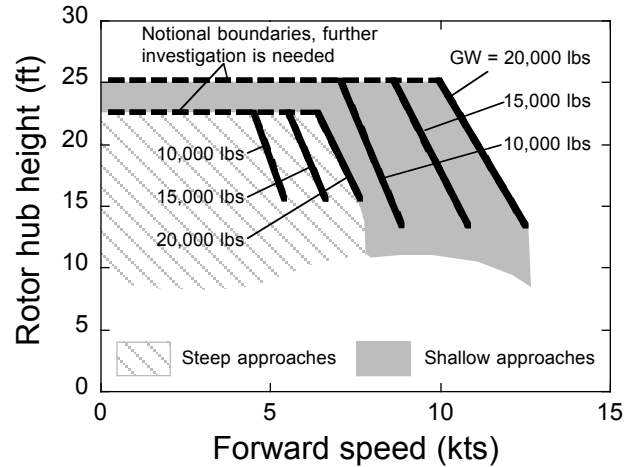 Notional boundaries, further
investigation is needed
GW = 20,000 lbs
15,000 lbs
10,000 lbs
10,000 lbs
15,000 lbs
20,000 lbs
Steep approaches
Shallow approaches
Rotor hub height (ft)
30
25
20
15
10
5
0
0 5 10 15
Forward speed (kts)